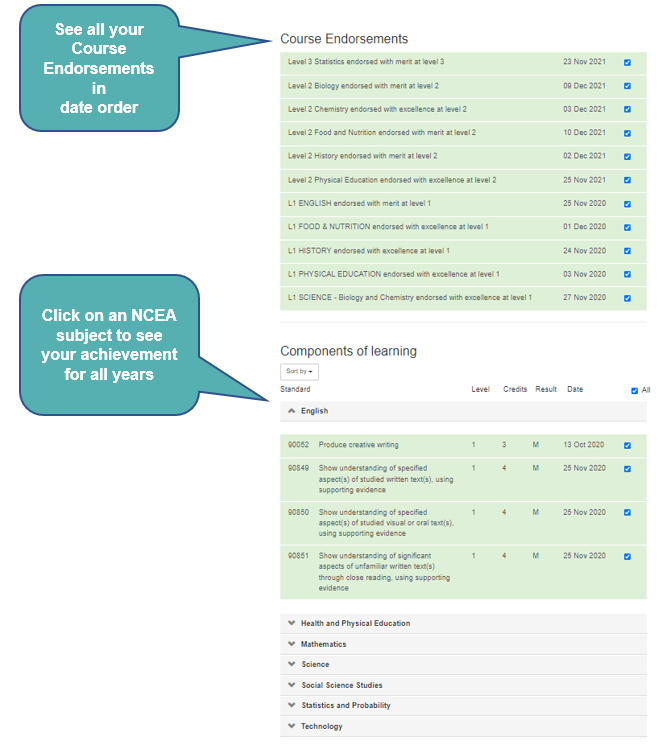 See all your
Course
Endorsements
in
date order
Course Endorsements
Level 3 Statistics endorsed with merit at level 3 23 Nov 2021
Level 2 Biology endorsed with merit at level 2 09 Dec 2021
Level 2 Chemistry endorsed with excellence at level 2 03 Dec 2021
Level 2 Food and Nutrition endorsed with merit at level 2 10 Dec 2021
Level 2 History endorsed with merit at level 2 02 Dec 2021
Level 2 Physical Education endorsed with excellence at level 2 25 Nov 2021
L1 ENGLISH endorsed with merit at level 1 25 Nov 2020
L1 FOOD & NUTRITION endorsed with excellence at level 1 01 Dec 2020
L1 HISTORY endorsed with excellence at level 1 24 Nov 2020
L1 PHYSICAL EDUCATION endorsed with excellence at level 1 03 Nov 2020
L1 SCIENCE - Biology and Chemistry endorsed with excellence at level 1 27 Nov 2020
Click on an NCEA
subject to see
your achievement
for all years
Components of learning
Sort by
Standard Level Credits Result Date All
English
90052 Produce creative writing 1 3 M 13 Oct 2020
90849 Show understanding of specified 1 4 M 25 Nov 2020
aspect(s) of studied written text(s), using
supporting evidence
90850 Show understanding of specified 1 4 M 25 Nov 2020
aspect(s) of studied visual or oral text(s),
using supporting evidence
90851 Show understanding of significant 1 4 M 25 Nov 2020
aspects of unfamiliar written text(s)
through close reading, using supporting
evidence
Health and Physical Education
Mathematics
Science
Social Science Studies
Statistics and Probability
Technology